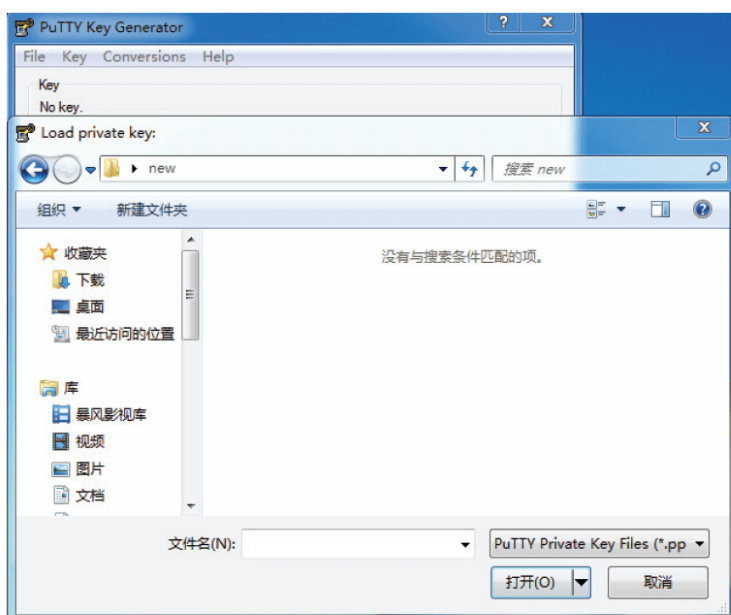 PuTTY Key Generator
File Key Conversions Help
Key
No key.
Load private key:
new
搜索 new
组织 新建文件夹
收藏夹
没有与搜索条件匹配的项。
下载
桌面
最近访问的位置
库
暴风影视库
视频
图片
文档
文件名(N):
PuTTY Private Key Files (*.pp
打开(O) 取消